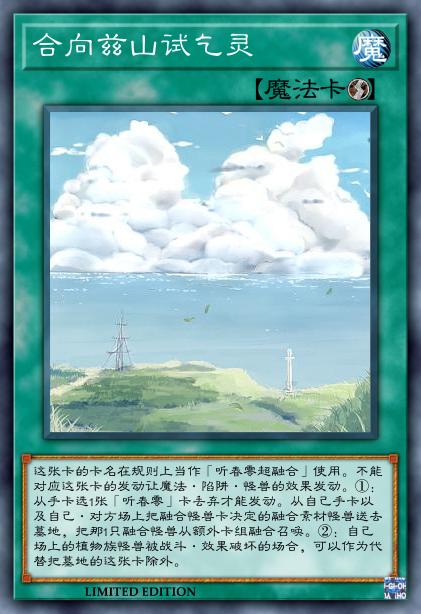 合向兹山试乞灵
魔
【魔法卡】
这张卡的卡名在规则上当作「听春零超融合」使用。不能
对应这张卡的发动让魔法・陷阱・怪兽的效果发动。①:
从手卡选1张「听春零」卡去弃才能发动。从自己手卡以
及自己・对方场上把融合怪兽卡决定的融合素材怪兽送去
墓地,把那1只融合怪兽从额外卡组融合召唤。②:自己
场上的植物族怪兽被战斗・效果破坏的场合,可以作为代
替把墓地的这张卡除外。
LIMITED EDITION